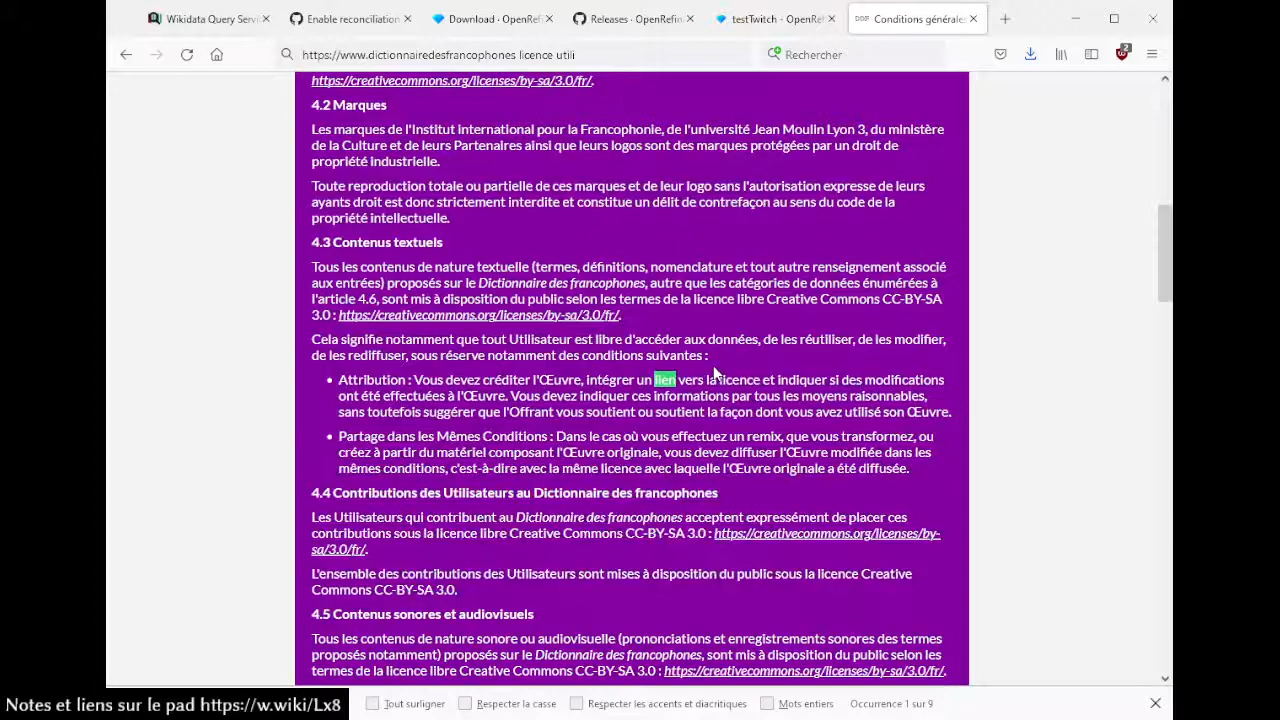 Wikidata Query Servi
Enable reconciliation
Download · OpenRefi
Releases · OpenRefin
testTwitch - OpenRef
DDF Conditions générales
https://www.dictionnairedesfrancophones licence utili
Rechercher
2
https://creativecommons.org/licenses/by-sa/3.0/fr/.
4.2 Marques
Les marques de l'Institut international pour la Francophonie, de l'université Jean Moulin Lyon 3, du ministère
de la Culture et de leurs Partenaires ainsi que leurs logos sont des marques protégées par un droit de
propriété industrielle.
Toute reproduction totale ou partielle de ces marques et de leur logo sans l'autorisation expresse de leurs
ayants droit est donc strictement interdite et constitue un délit de contrefaçon au sens du code de la
propriété intellectuelle.
4.3 Contenus textuels
Tous les contenus de nature textuelle (termes, définitions, nomenclature et tout autre renseignement associé
aux entrées) proposés sur le Dictionnaire des francophones, autre que les catégories de données énumérées à
l'article 4.6, sont mis à disposition du public selon les termes de la licence libre Creative Commons CC-BY-SA
3.0 : https://creativecommons.org/licenses/by-sa/3.0/fr/.
Cela signifie notamment que tout Utilisateur est libre d'accéder aux données, de les réutiliser, de les modifier,
de les rediffuser, sous réserve notamment des conditions suivantes :
• Attribution : Vous devez créditer l'Œuvre, intégrer un lien vers la licence et indiquer si des modifications
ont été effectuées à l'Œuvre. Vous devez indiquer ces informations par tous les moyens raisonnables,
sans toutefois suggérer que l'Offrant vous soutient ou soutient la façon dont vous avez utilisé son Œuvre.
• Partage dans les Mêmes Conditions : Dans le cas où vous effectuez un remix, que vous transformez, ou
créez à partir du matériel composant l'Œuvre originale, vous devez diffuser l'Œuvre modifiée dans les
mêmes conditions, c'est-à-dire avec la même licence avec laquelle l'Œuvre originale a été diffusée.
4.4 Contributions des Utilisateurs au Dictionnaire des francophones
Les Utilisateurs qui contribuent au Dictionnaire des francophones acceptent expressément de placer ces
contributions sous la licence libre Creative Commons CC-BY-SA 3.0 : https://creativecommons.org/licenses/by-
sa/3.0/fr/.
L'ensemble des contributions des Utilisateurs sont mises à disposition du public sous la licence Creative
Commons CC-BY-SA 3.0.
4.5 Contenus sonores et audiovisuels
Tous les contenus de nature sonore ou audiovisuelle (prononciations et enregistrements sonores des termes
proposés notamment) proposés sur le Dictionnaire des francophones, sont mis à disposition du public selon les
termes de la licence libre Creative Commons CC-BY-SA 3.0 : https://creativecommons.org/licenses/by-sa/3.0/fr/.
Notes et liens sur le pad https://w.wiki/Lx8
Tout surligner
Respecter la casse
Respecter les accents et diacritiques
Mots entiers
Occurrence 1 sur 9